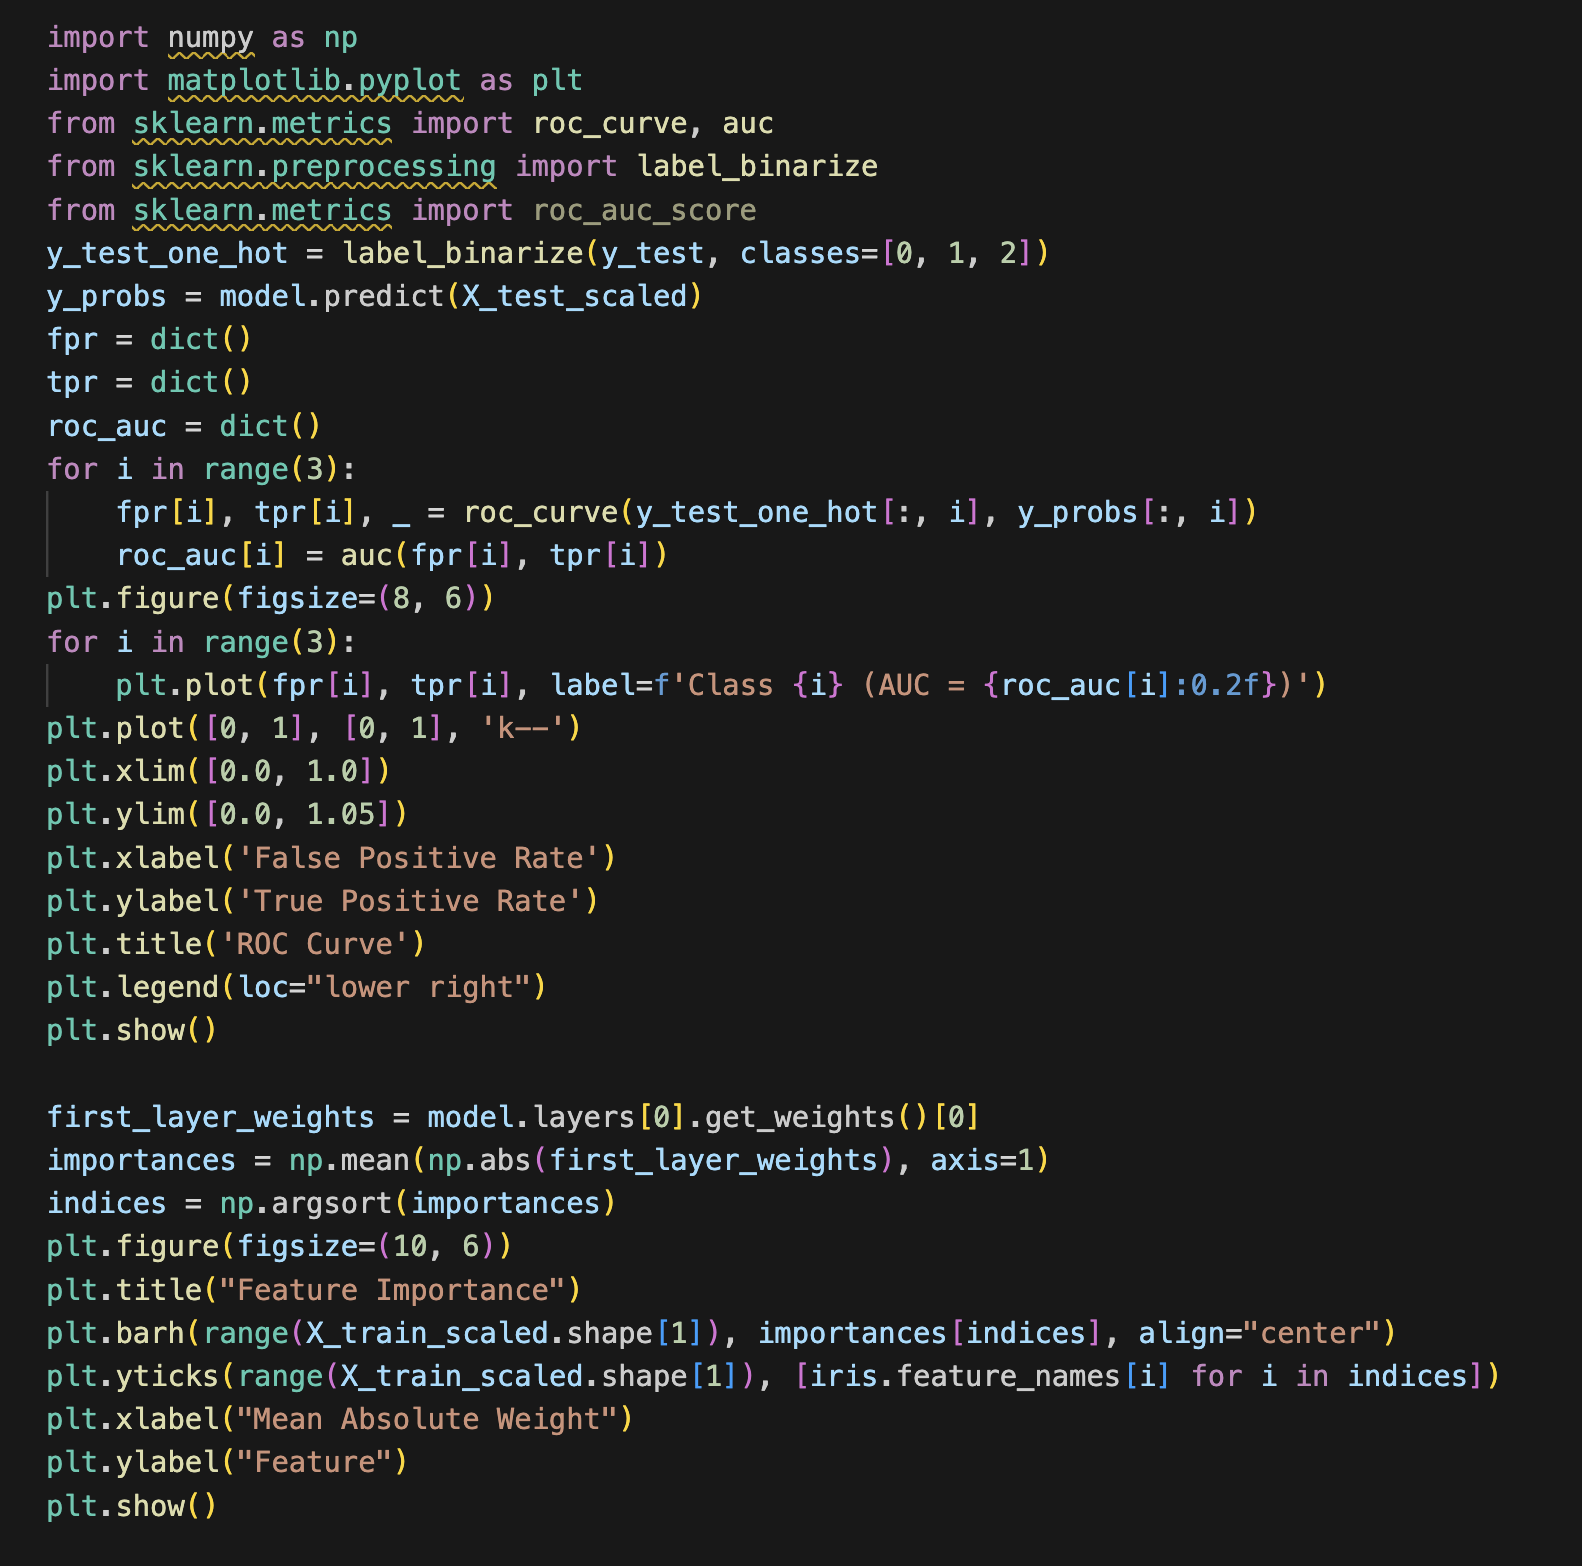 import numpy as np
import matplotlib.pyplot as plt
from sklearn.metrics import roc_curve, auc
from sklearn.preprocessing import label_binarize
from sklearn.metrics import roc_auc_score
y_test_one_hot = label_binarize(y_test, classes=[0, 1, 2])
y_probs = model.predict(X_test_scaled)
fpr = dict()
tpr = dict()
roc_auc = dict()
for i in range(3):
    fpr[i], tpr[i], _ = roc_curve(y_test_one_hot[:, i], y_probs[:, i])
    roc_auc[i] = auc(fpr[i], tpr[i])
plt.figure(figsize=(8, 6))
for i in range(3):
    plt.plot(fpr[i], tpr[i], label=f'Class {i} (AUC = {roc_auc[i]:0.2f})')
plt.plot([0, 1], [0, 1], 'k--')
plt.xlim([0.0, 1.0])
plt.ylim([0.0, 1.05])
plt.xlabel('False Positive Rate')
plt.ylabel('True Positive Rate')
plt.title('ROC Curve')
plt.legend(loc="lower right")
plt.show()

first_layer_weights = model.layers[0].get_weights()[0]
importances = np.mean(np.abs(first_layer_weights), axis=1)
indices = np.argsort(importances)
plt.figure(figsize=(10, 6))
plt.title("Feature Importance")
plt.barh(range(X_train_scaled.shape[1]), importances[indices], align="center")
plt.yticks(range(X_train_scaled.shape[1]), [iris.feature_names[i] for i in indices])
plt.xlabel("Mean Absolute Weight")
plt.ylabel("Feature")
plt.show()